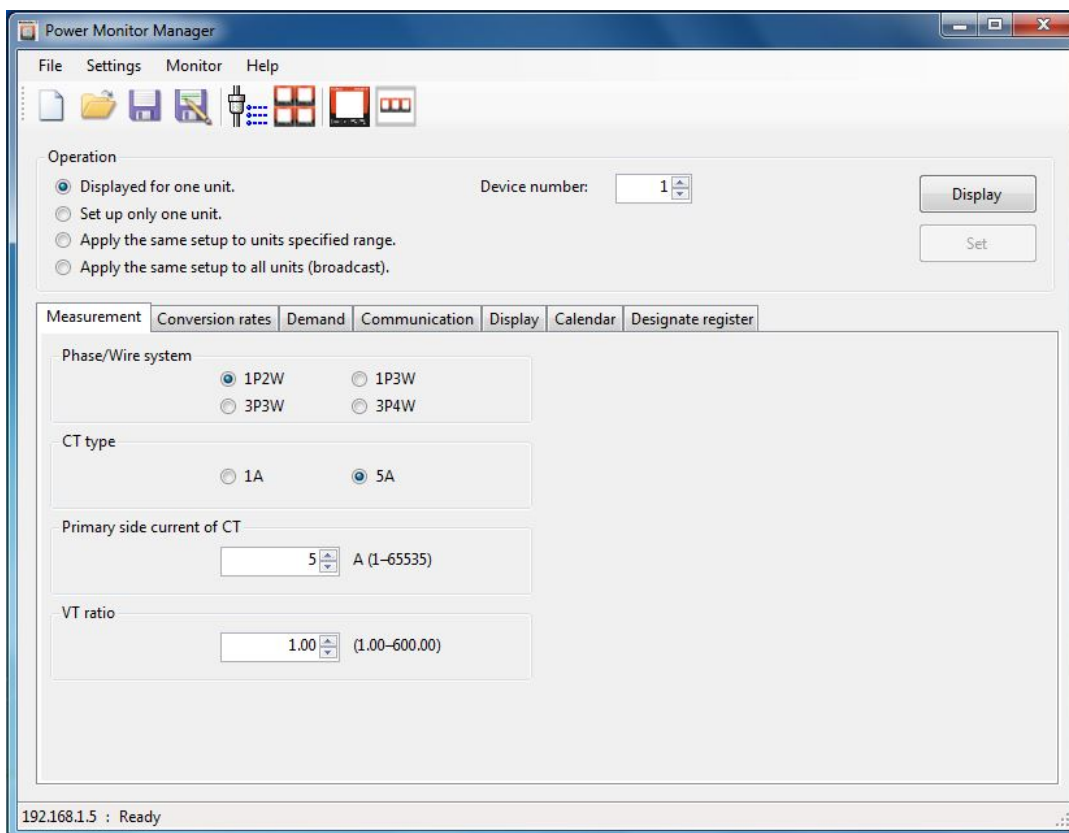 Power Monitor Manager
File Settings Monitor Help
Operation
Displayed for one unit.
Device number: 1
Display
Set up only one unit.
Apply the same setup to units specified range.
Set
Apply the same setup to all units (broadcast).
Measurement Conversion rates Demand Communication Display Calendar Designate register
Phase/Wire system
1P2W 1P3W
3P3W 3P4W
CT type
1A 5A
Primary side current of CT
5 A (1–65535)
VT ratio
1.00 (1.00–600.00)
192.168.1.5 : Ready